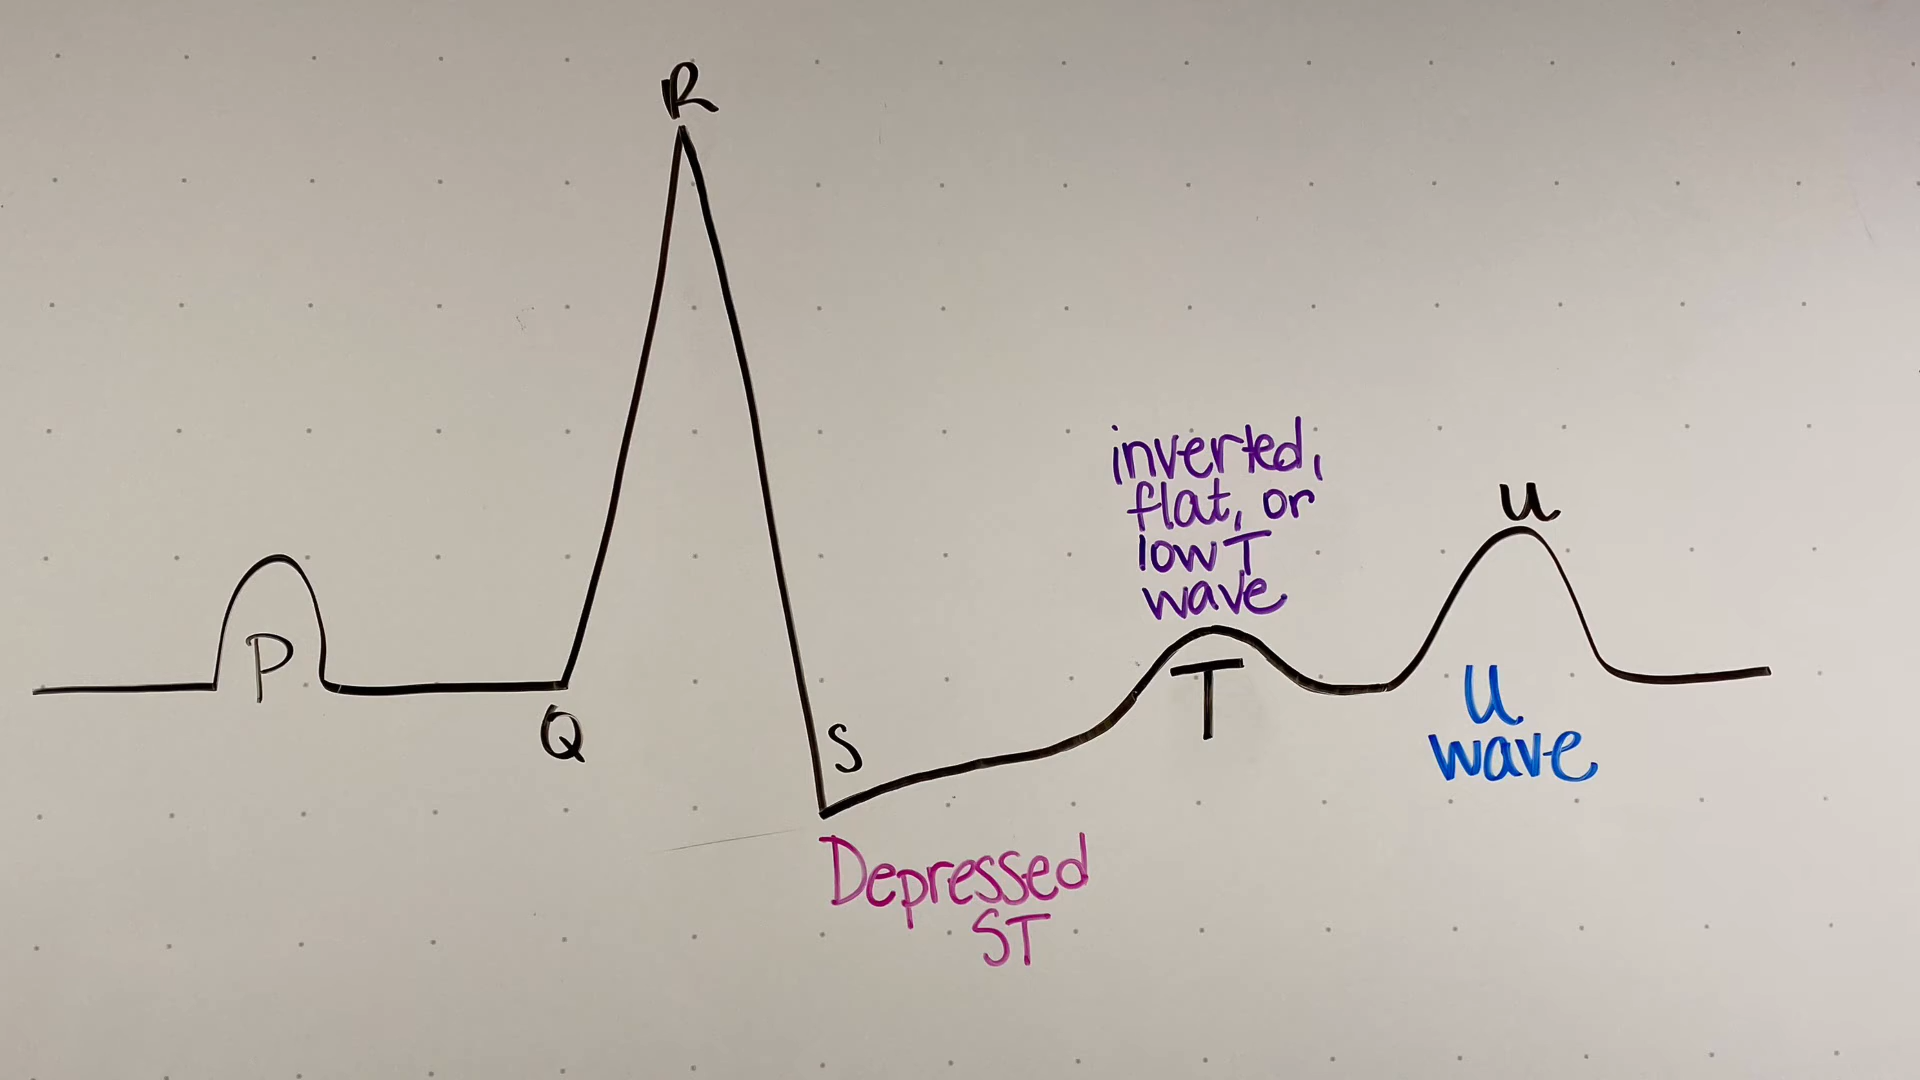 R
inverted,
flat, or
low T
wave
u
P
T
U
wave
Q
S
Depressed
ST